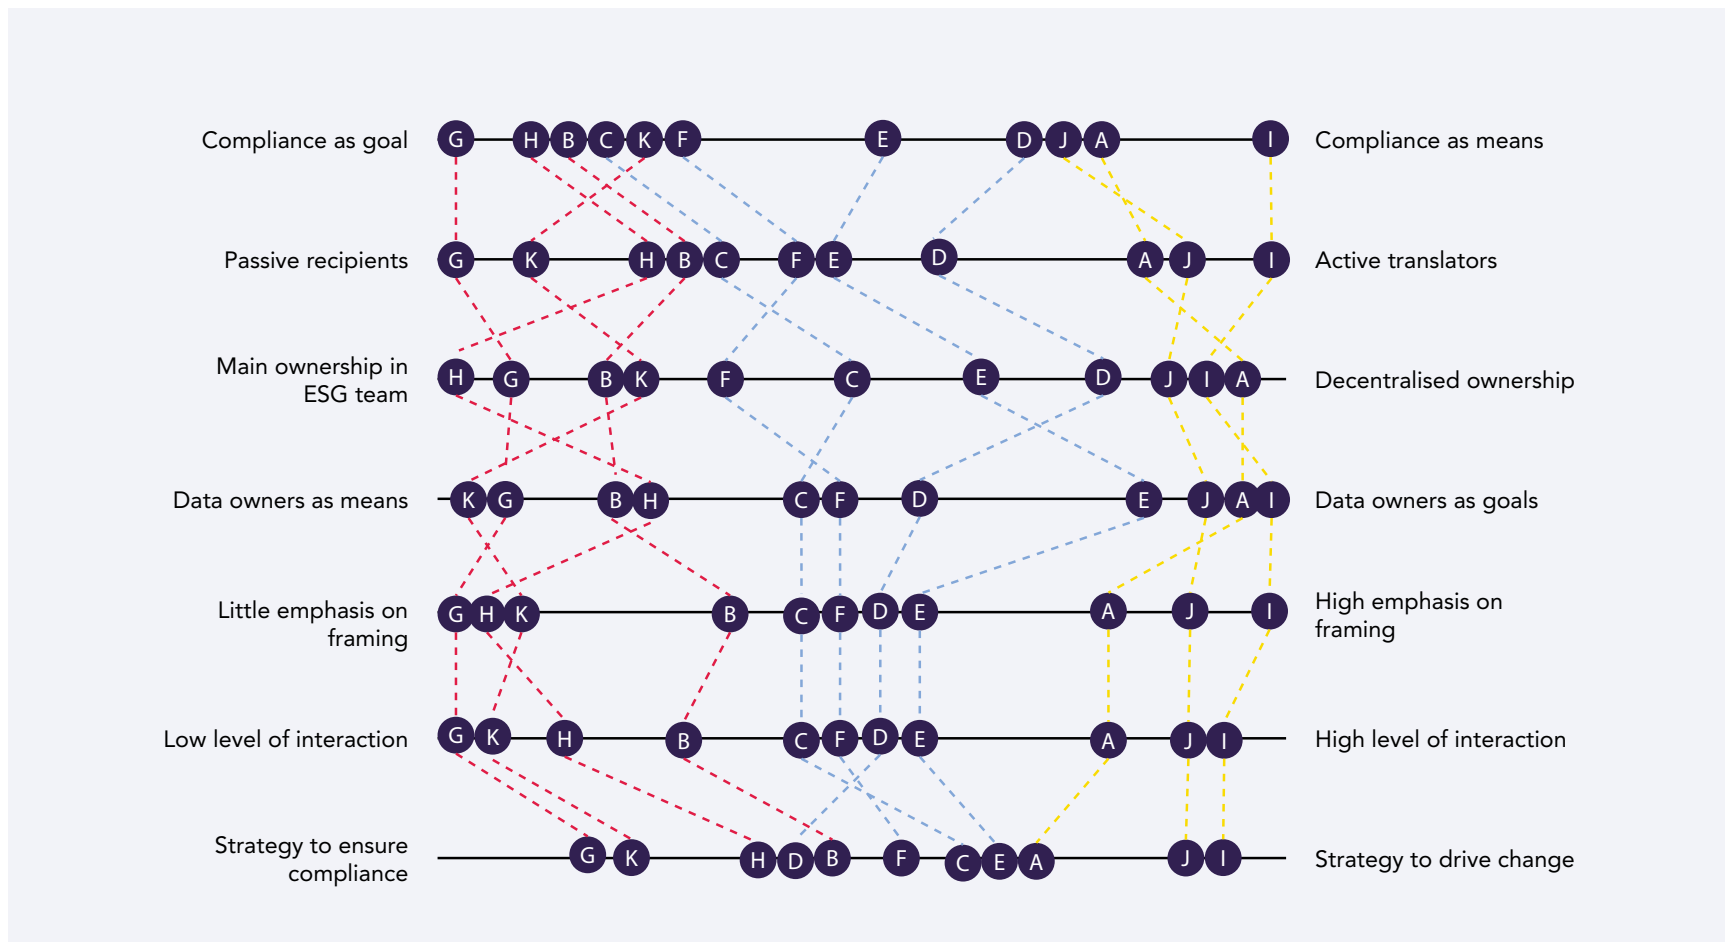 Compliance as goal G H B C K F E D J A I Compliance as means
Passive recipients G K H B C F E D A J I Active translators
Main ownership in
ESG team H G B K F C E D J I A Decentralised ownership
Data owners as means K G B H C F D E J A I Data owners as goals
Little emphasis on
framing G H K B C F D E A J I High emphasis on
framing
Low level of interaction G K H B C F D E A J I High level of interaction
Strategy to ensure
compliance G K H D B F C E A J I Strategy to drive change